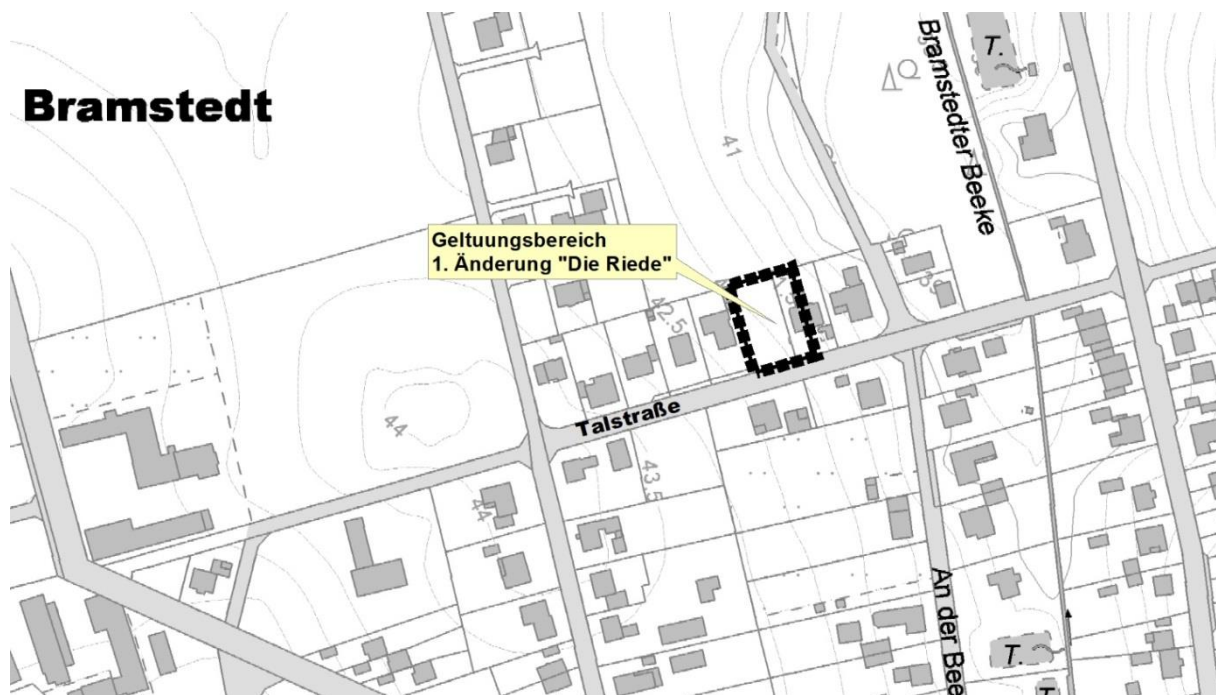 Bramstedt
T.
Bramstedter Beeke
Q
41
Geltuungsbereich
1. Änderung "Die Riede"
39
42.5
Talstraße
44
43.5
44
An der Bee
T.
T